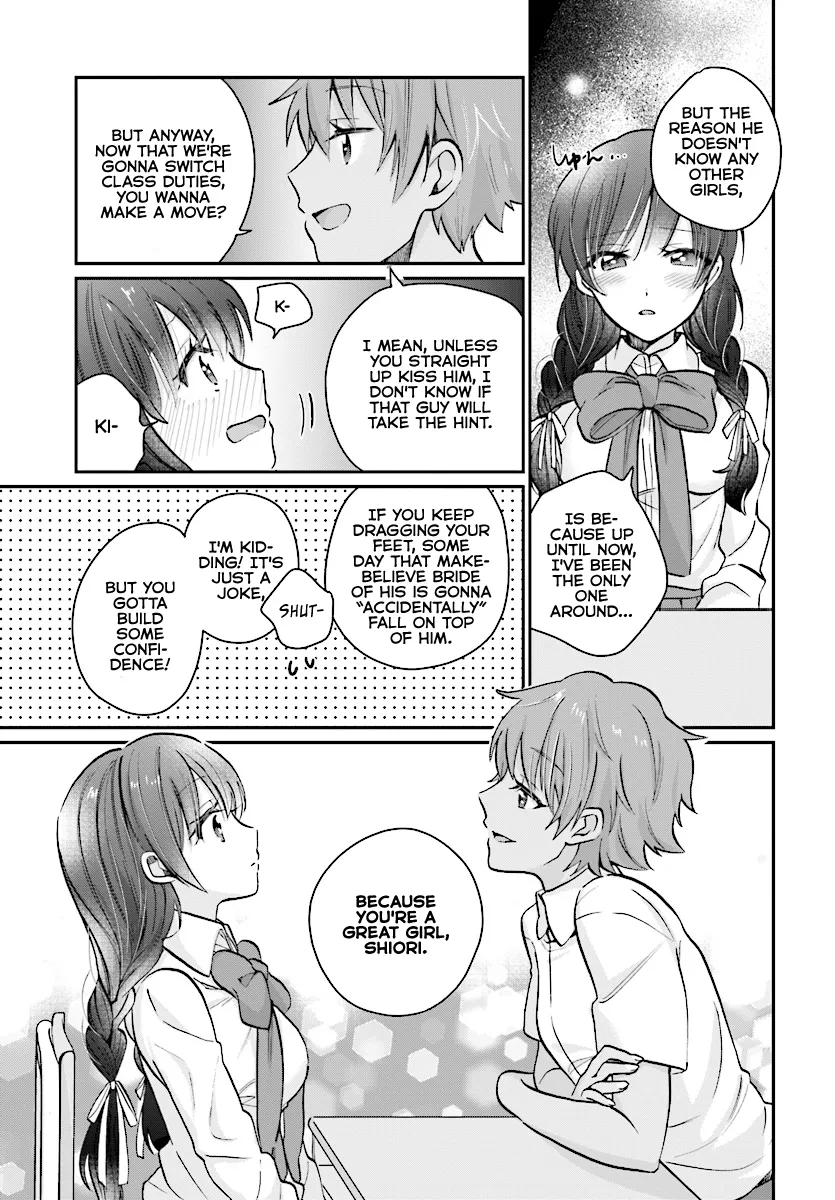 BUT THE
REASON HE
DOESN'T
KNOW ANY
OTHER
GIRLS,
IS BE-
CAUSE UP
UNTIL NOW,
I'VE BEEN
THE ONLY
ONE
AROUND...
BUT ANYWAY,
NOW THAT WE'RE
GONNA SWITCH
CLASS DUTIES,
YOU WANNA
MAKE A MOVE?
I MEAN, UNLESS
YOU STRAIGHT
UP KISS HIM, I
DON'T KNOW IF
THAT GUY WILL
TAKE THE HINT.
K-
KI-
IF YOU KEEP
DRAGGING YOUR
FEET, SOME
DAY THAT MAKE-
BELIEVE BRIDE
OF HIS IS GONNA
“ACCIDENTALLY”
FALL ON TOP
OF HIM.
SHUT-
I'M KID-
DING! IT'S
JUST A
JOKE,
BUT YOU
GOTTA
BUILD
SOME
CONFI-
DENCE!
BECAUSE
YOU'RE A
GREAT GIRL,
SHIORI.